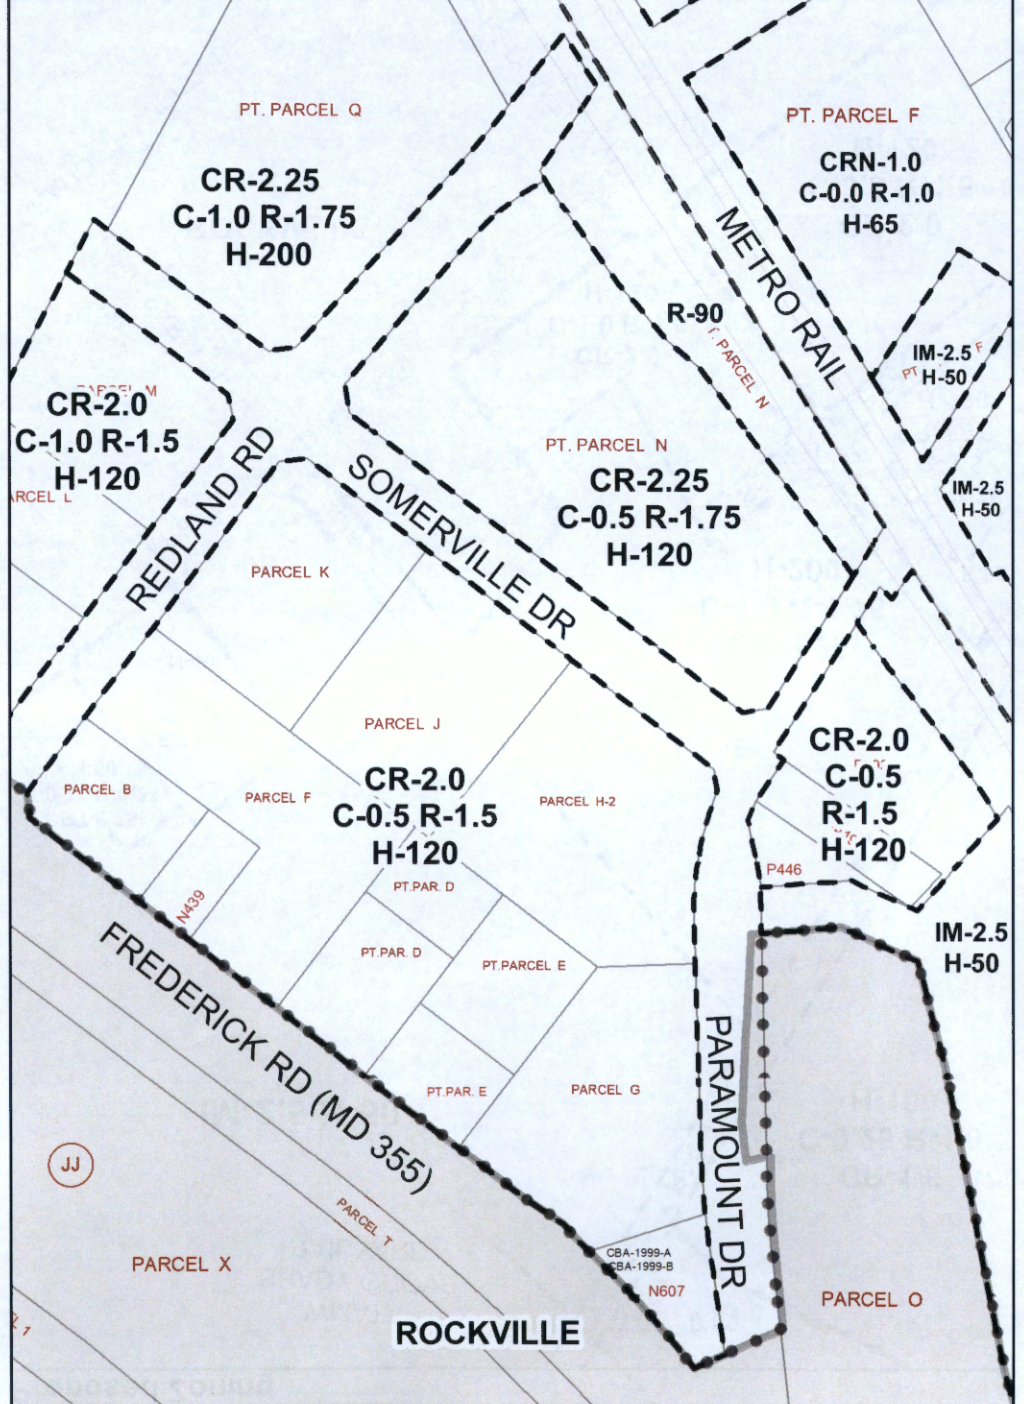 PT. PARCEL Q
CR-2.25
C-1.0 R-1.75
H-200
PT. PARCEL F
CRN-1.0
C-0.0 R-1.0
H-65
METRO RAIL
R-90
PARCEL N
IM-2.5
H-50
PT
F
PARCEL M
CR-2.0
C-1.0 R-1.5
H-120
REDLAND RD
SOMERVILLE DR
PT. PARCEL N
CR-2.25
C-0.5 R-1.75
H-120
IM-2.5
H-50
PARCEL K
PARCEL J
CR-2.0
C-0.5 R-1.5
H-120
PARCEL B
PARCEL F
PARCEL H-2
CR-2.0
C-0.5
R-1.5
H-120
P446
N439
PT.PAR. D
PT.PAR. D
PT.PARCEL E
IM-2.5
H-50
FREDERICK RD (MD 355)
PARAMOUNT DR
PT.PAR. E
PARCEL G
JJ
PARCEL T
PARCEL X
CBA-1999-A
CBA-1999-B
N607
PARCEL O
ROCKVILLE